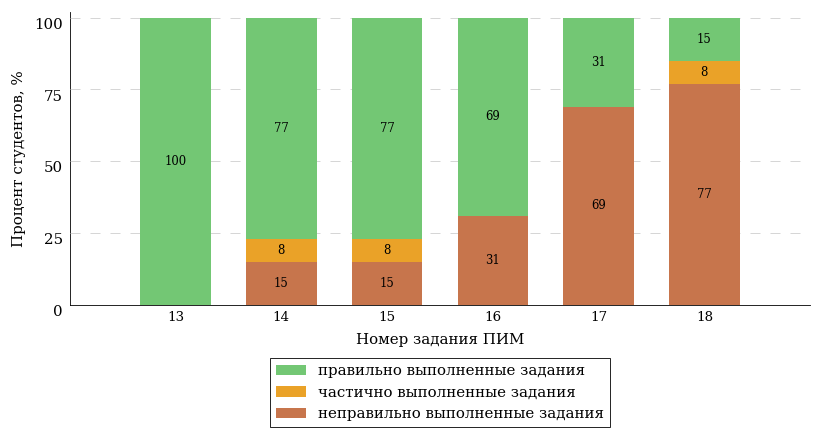 100
75
50
25
0
Процент студентов, %
100
15 8 77
15 8 77
31 69
69 31
77 8 15
13 14 15 16 17 18
Номер задания ПИМ
правильно выполненные задания
частично выполненные задания
неправильно выполненные задания